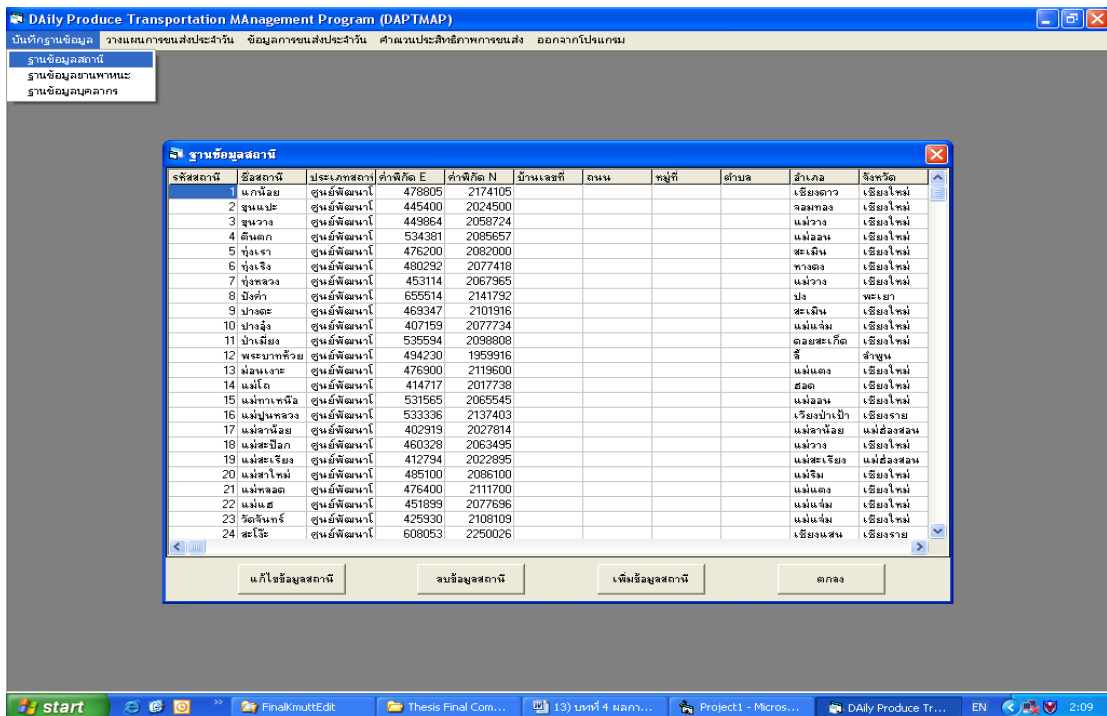 DAily Produce Transportation MAnagement Program (DAPTMAP)
บันทึกฐานข้อมูล วางแผนการขนส่งประจำวัน ข้อมูลการขนส่งประจำวัน คำนวนประสิทธิภาพการขนส่ง ออกจากโปรแกรม
ฐานข้อมูลสถานี
ฐานข้อมูลยานพาหนะ
ฐานข้อมูลบุคลากร
ฐานข้อมูลสถานี
รหัสสถานี ชื่อสถานี ประเภทสถานี ค่าพิกัด E ค่าพิกัด N บ้านเลขที่ ถนน หมู่ที่ ตำบล อำเภอ จังหวัด
1 แกน้อย ศูนย์พัฒนาโ 478805 2174105 เชียงดาว เชียงใหม่
2 ขุนแปะ ศูนย์พัฒนาโ 445400 2024500 จอมทอง เชียงใหม่
3 ขุนวาง ศูนย์พัฒนาโ 449864 2058724 แม่วาง เชียงใหม่
4 ตีนตก ศูนย์พัฒนาโ 534381 2085657 แม่ออน เชียงใหม่
5 ทุ่งเรา ศูนย์พัฒนาโ 476200 2082000 สะเมิน เชียงใหม่
6 ทุ่งเริง ศูนย์พัฒนาโ 480292 2077418 หางดง เชียงใหม่
7 ทุ่งหลวง ศูนย์พัฒนาโ 453114 2067965 แม่วาง เชียงใหม่
8 ปังค่า ศูนย์พัฒนาโ 655514 2141792 ปง พะเยา
9 ปางดะ ศูนย์พัฒนาโ 469347 2101916 สะเมิน เชียงใหม่
10 ปางอุ๋ง ศูนย์พัฒนาโ 407159 2077734 แม่แจ่ม เชียงใหม่
11 ป่าเมี่ยง ศูนย์พัฒนาโ 535594 2098808 ดอยสะเก็ด เชียงใหม่
12 พระบาทห้วย ศูนย์พัฒนาโ 494230 1959916 ลี้ ลำพูน
13 ม่อนเงาะ ศูนย์พัฒนาโ 476900 2119600 แม่แตง เชียงใหม่
14 แม่โถ ศูนย์พัฒนาโ 414717 2017738 ฮอด เชียงใหม่
15 แม่ทาเหนือ ศูนย์พัฒนาโ 531565 2065545 แม่ออน เชียงใหม่
16 แม่ปูนหลวง ศูนย์พัฒนาโ 533336 2137403 เวียงป่าเป้า เชียงราย
17 แม่ลาน้อย ศูนย์พัฒนาโ 402919 2027814 แม่ลาน้อย แม่ฮ่องสอน
18 แม่สะป๊อก ศูนย์พัฒนาโ 460328 2063495 แม่วาง เชียงใหม่
19 แม่สะเรียง ศูนย์พัฒนาโ 412794 2022895 แม่สะเรียง แม่ฮ่องสอน
20 แม่สาใหม่ ศูนย์พัฒนาโ 485100 2086100 แม่ริม เชียงใหม่
21 แม่หลอด ศูนย์พัฒนาโ 476400 2111700 แม่แตง เชียงใหม่
22 แม่แฮ ศูนย์พัฒนาโ 451899 2077696 แม่แจ่ม เชียงใหม่
23 วัดจันทร์ ศูนย์พัฒนาโ 425930 2108109 แม่แจ่ม เชียงใหม่
24 สะโง๊ะ ศูนย์พัฒนาโ 608053 2250026 เชียงแสน เชียงราย
แก้ไขข้อมูลสถานี ลบข้อมูลสถานี เพิ่มข้อมูลสถานี ตกลง
start FinalKmuttEdit Thesis Final Com... 13) บทที่ 4 ผลกา... Project1 - Micros... DAily Produce Tr... EN 2:09